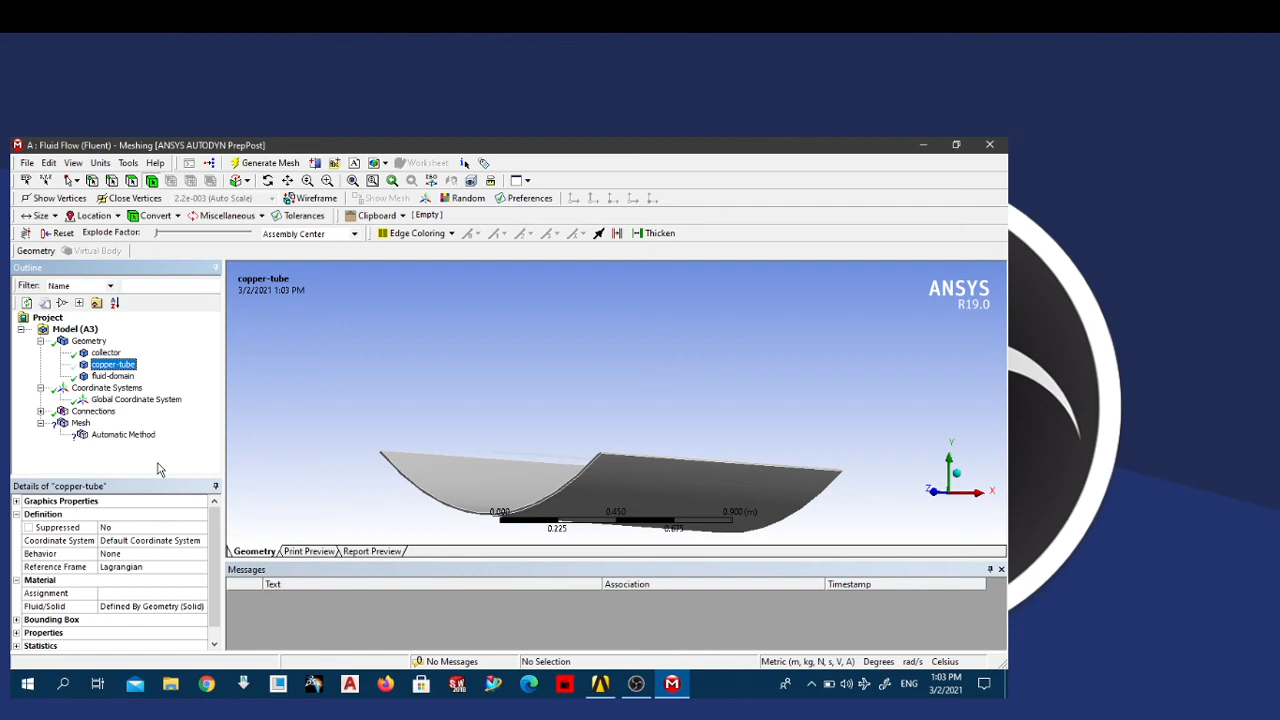 A : Fluid Flow (Fluent) - Meshing [ANSYS AUTODYN PrepPost]
File Edit View Units Tools Help Generate Mesh Worksheet
Show Vertices Close Vertices 2.2e-003 (Auto Scale) Wireframe Show Mesh Random Preferences
Size Location Convert Miscellaneous Tolerances Clipboard [Empty]
Reset Explode Factor: Assembly Center Edge Coloring Thicken
Geometry Virtual Body
Outline
Filter: Name
Project
Model (A3)
Geometry
collector
copper-tube
fluid-domain
Coordinate Systems
Global Coordinate System
Connections
Mesh
Automatic Method
Details of "copper-tube"
Graphics Properties
Definition
Suppressed No
Coordinate System Default Coordinate System
Behavior None
Reference Frame Lagrangian
Material
Assignment
Fluid/Solid Defined By Geometry (Solid)
Bounding Box
Properties
Statistics
copper-tube
3/2/2021 1:03 PM
ANSYS
R19.0
Y
Z X
0.000 0.450 0.900 (m)
0.225 0.675
Geometry Print Preview Report Preview
Messages
Text Association Timestamp
0 No Messages No Selection Metric (m, kg, N, s, V, A) Degrees rad/s Celsius
SW
2018
ENG
1:03 PM
3/2/2021